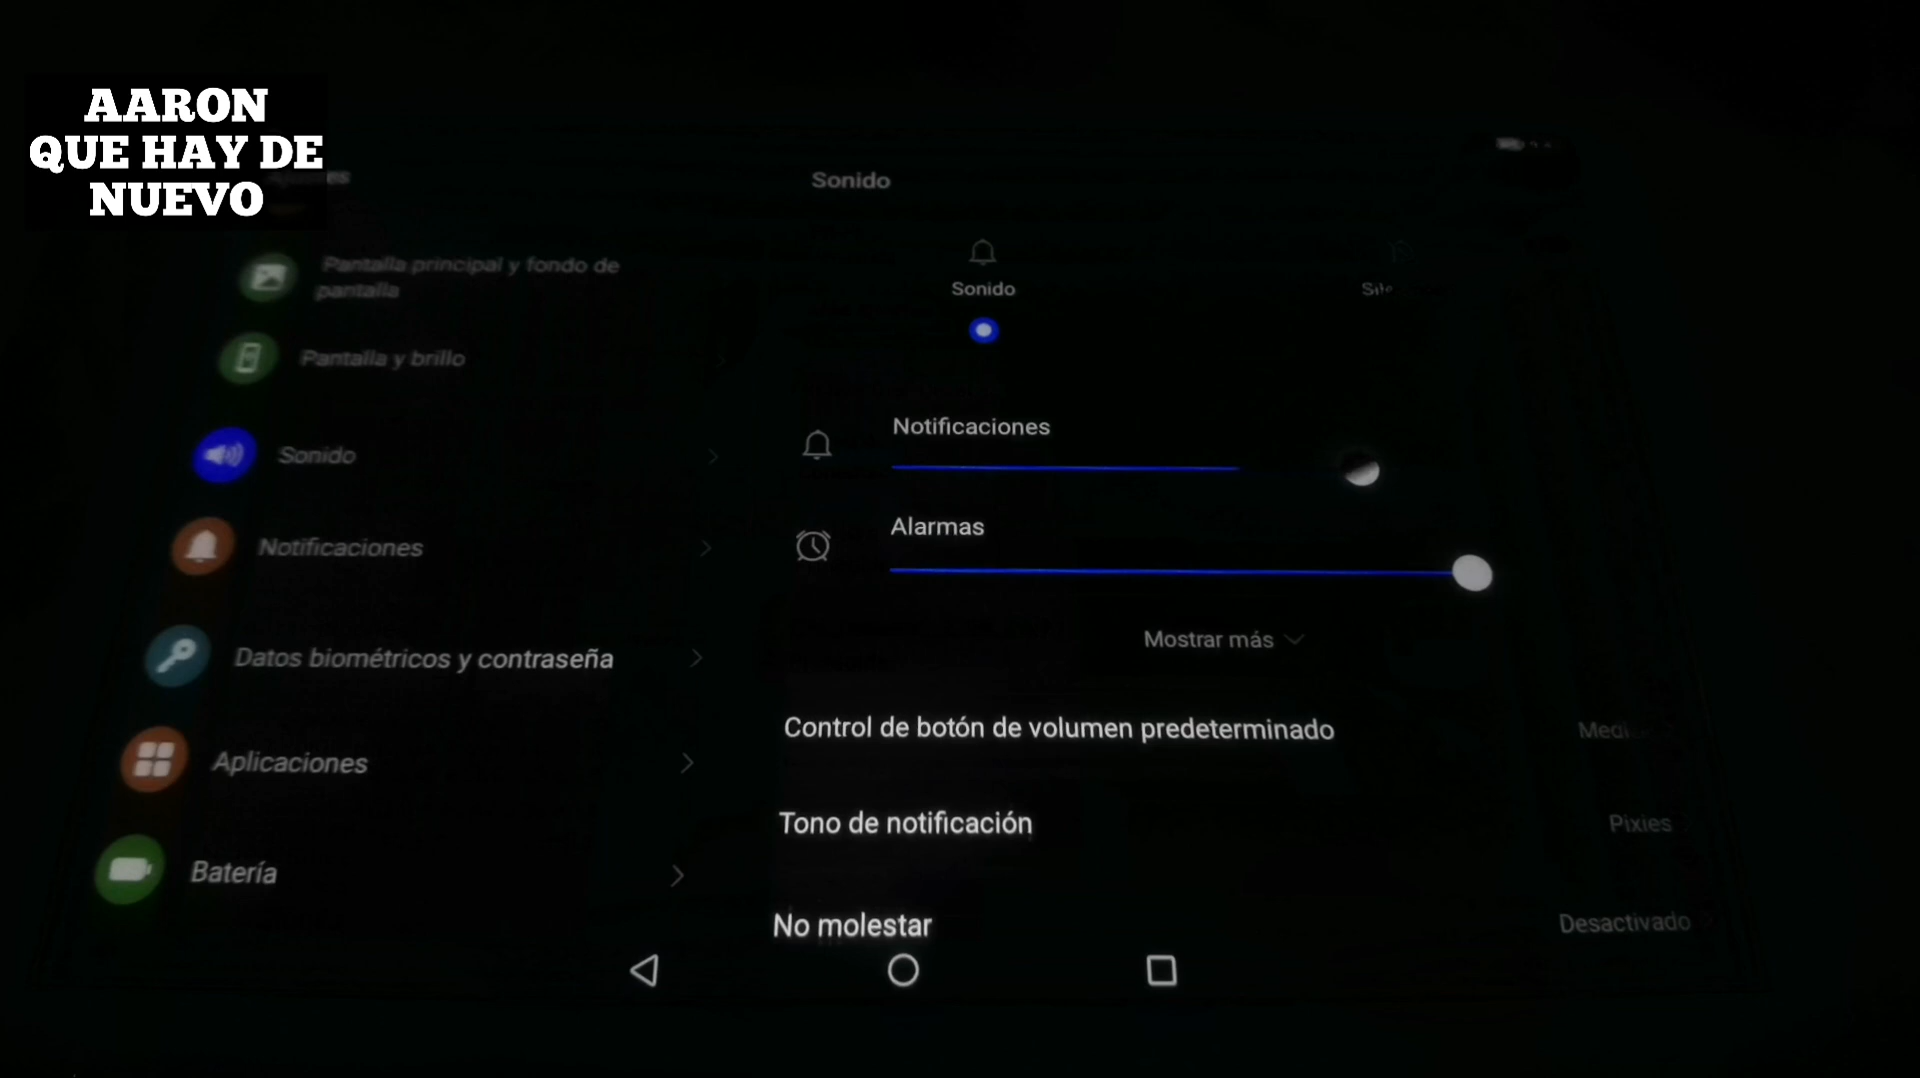 AARON
QUE HAY DE
NUEVO
Sonido
Pantalla principal y fondo de
pantalla
Pantalla y brillo
Sonido
Notificaciones
Datos biométricos y contraseña
Aplicaciones
Batería
Sonido
Notificaciones
Alarmas
Mostrar más
Control de botón de volumen predeterminado
Tono de notificación
Pixies
No molestar
Desactivado